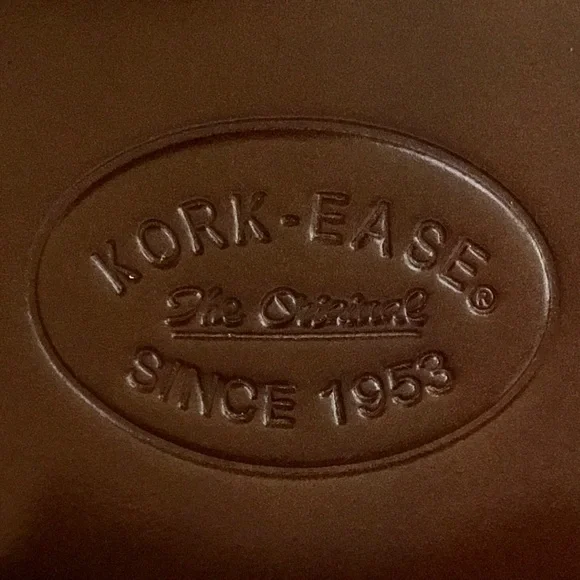 KORK-EASE®
The Original
SINCE 1953